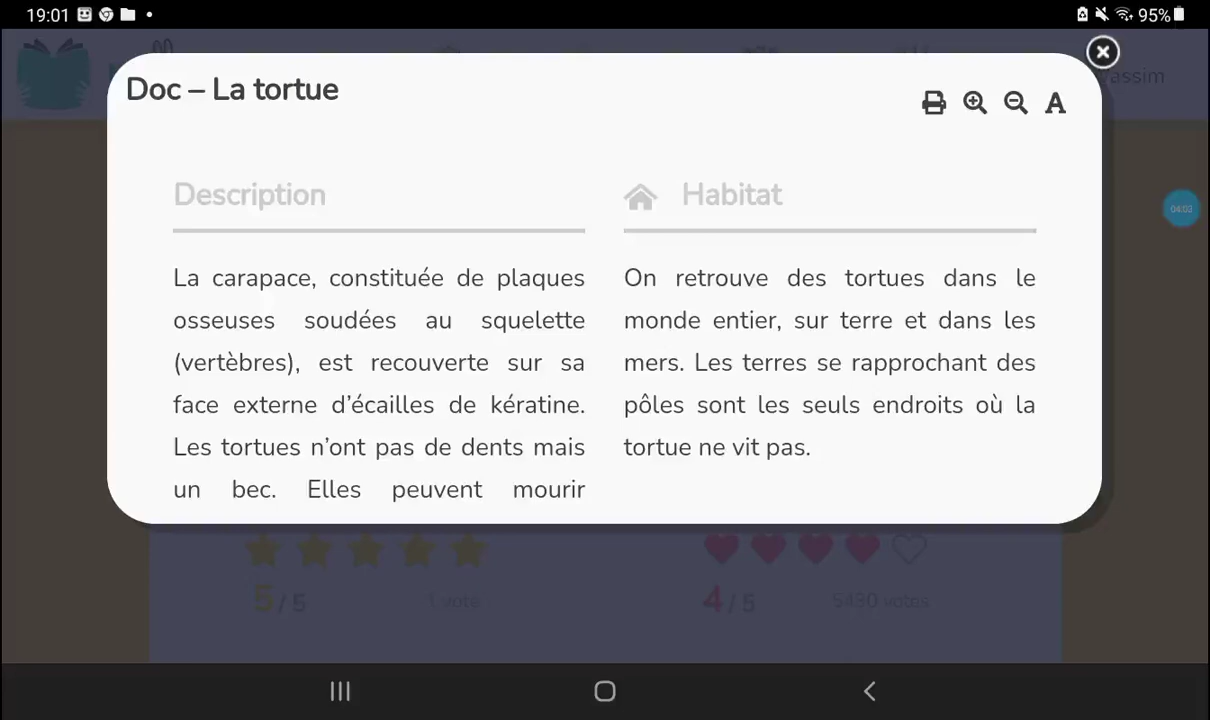 19:01
95%
assim
Doc – La tortue
A
04:03
Description
La carapace, constituée de plaques
osseuses soudées au squelette
(vertèbres), est recouverte sur sa
face externe d’écailles de kératine.
Les tortues n’ont pas de dents mais
un bec. Elles peuvent mourir
Habitat
On retrouve des tortues dans le
monde entier, sur terre et dans les
mers. Les terres se rapprochant des
pôles sont les seuls endroits où la
tortue ne vit pas.
5 / 5
1 vote
4 / 5
5490 votes